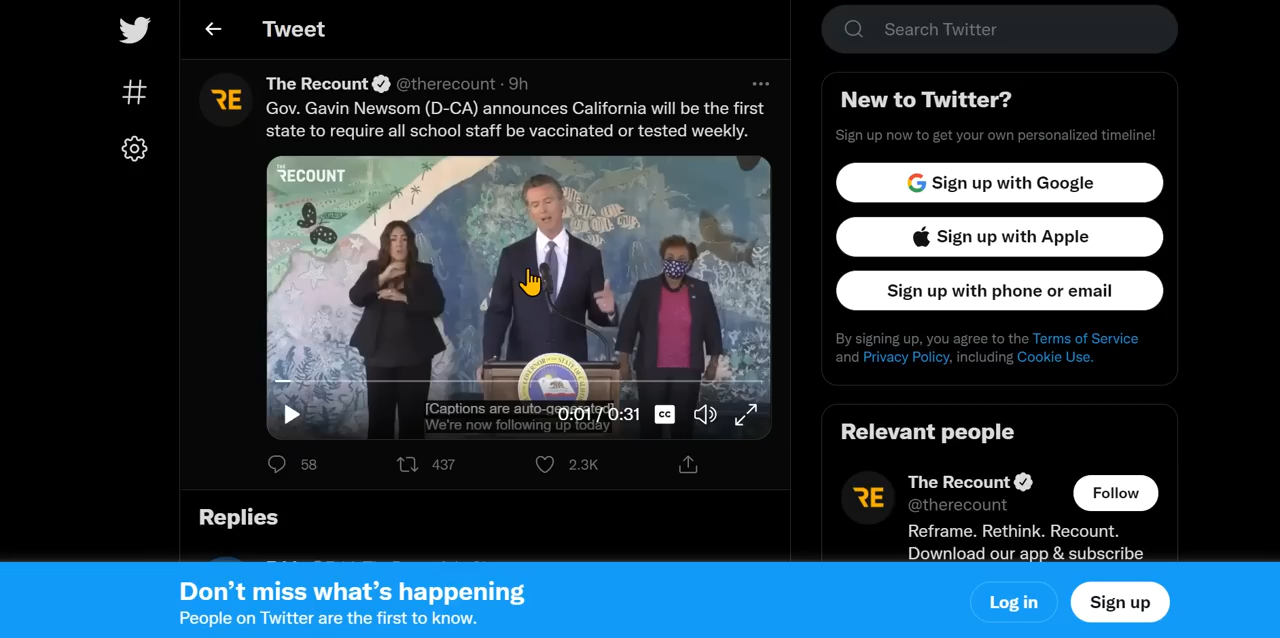 Tweet
The Recount @therecount · 9h
Gov. Gavin Newsom (D-CA) announces California will be the first
state to require all school staff be vaccinated or tested weekly.
THE
RECOUNT
[Captions are auto-generated]
We're now following up today
0:01 / 0:31
CC
58
437
2.3K
Replies
Search Twitter
New to Twitter?
Sign up now to get your own personalized timeline!
Sign up with Google
Sign up with Apple
Sign up with phone or email
By signing up, you agree to the Terms of Service
and Privacy Policy, including Cookie Use.
Relevant people
The Recount
@therecount
Follow
Reframe. Rethink. Recount.
Download our app & subscribe
Don't miss what's happening
People on Twitter are the first to know.
Log in
Sign up